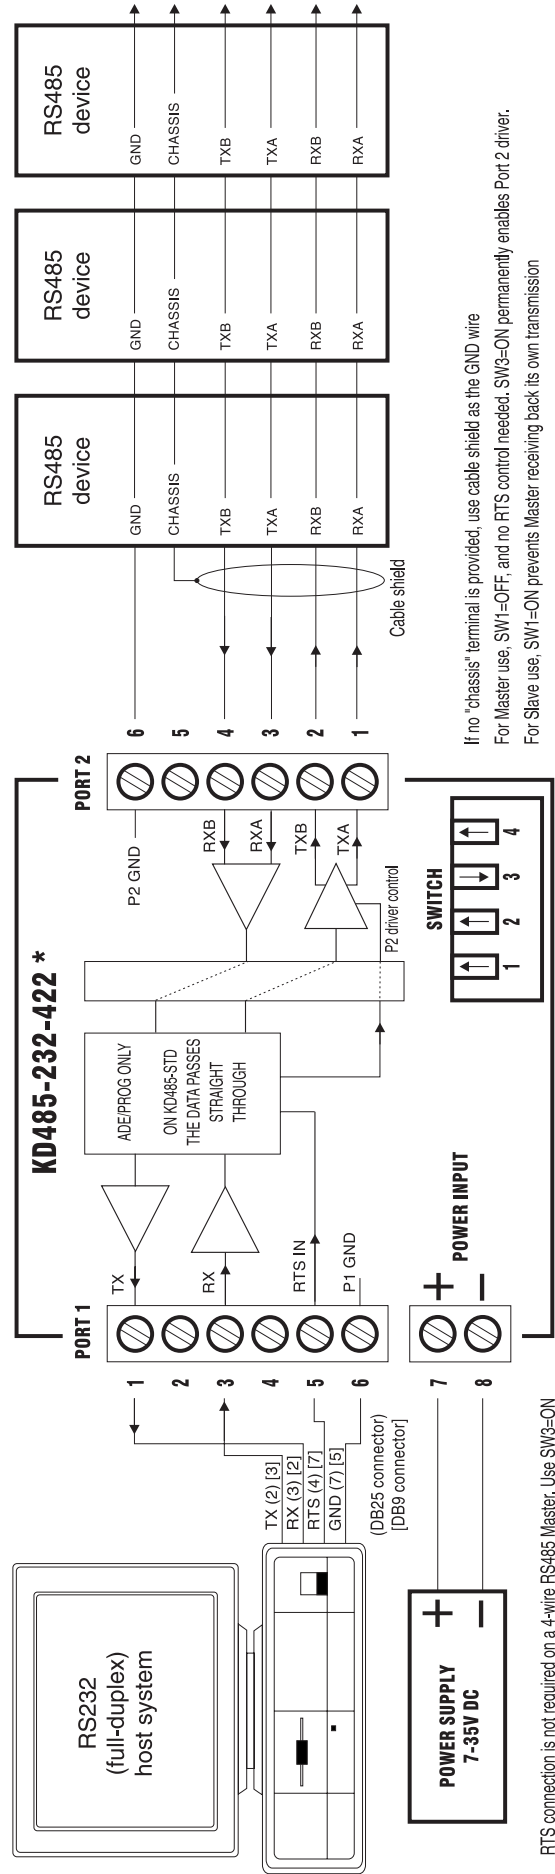 RS232
(full-duplex)
host system
TX (2) [3]
RX (3) [2]
RTS (4) [7]
GND (7) [5]
(DB25 connector)
[DB9 connector]
POWER SUPPLY
7-35V DC
+
–
RTS connection is not required on a 4-wire RS485 Master. Use SW3=ON
KD485-232-422 *
PORT 1
1
2
3
4
5
6
7
8
TX
RX
RTS IN
P1 GND
+
–
POWER INPUT
ADE/PROG ONLY
ON KD485-STD
THE DATA PASSES
STRAIGHT
THROUGH
P2 driver control
PORT 2
P2 GND
RXB
RXA
TXB
TXA
6
5
4
3
2
1
SWITCH
1
2
3
4
Cable shield
RS485
device
GND
CHASSIS
TXB
TXA
RXB
RXA
RS485
device
GND
CHASSIS
TXB
TXA
RXB
RXA
RS485
device
GND
CHASSIS
TXB
TXA
RXB
RXA
If no "chassis" terminal is provided, use cable shield as the GND wire
For Master use, SW1=OFF, and no RTS control needed. SW3=ON permanently enables Port 2 driver.
For Slave use, SW1=ON prevents Master receiving back its own transmission